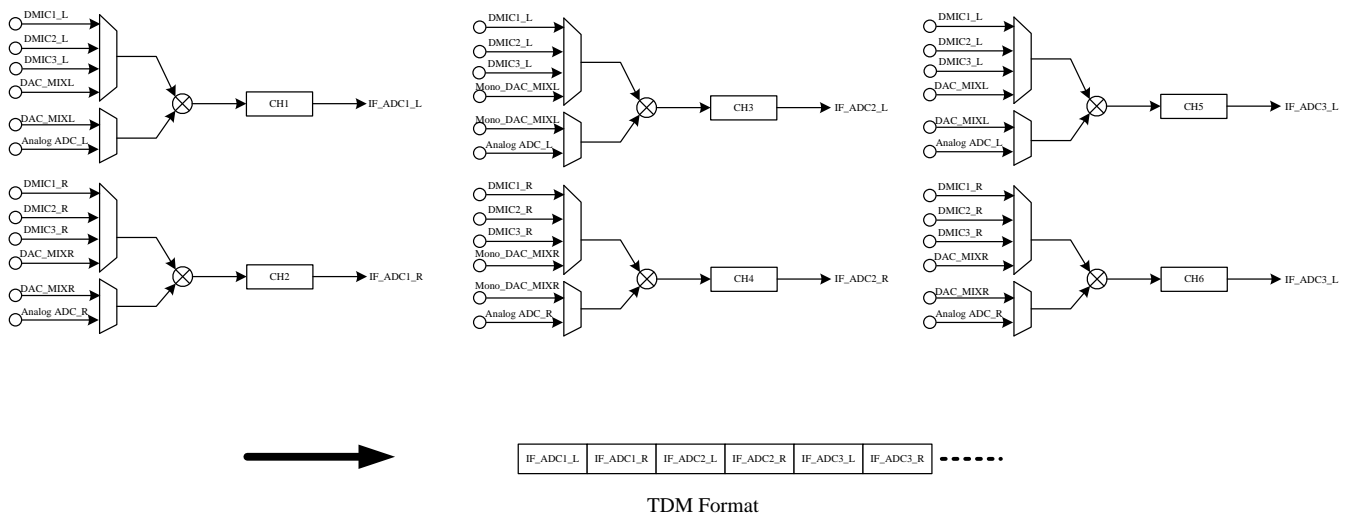 DMIC1_L
DMIC2_L
DMIC3_L
DAC_MIXL
DAC_MIXL
Analog ADC_L
CH1
IF_ADC1_L
DMIC1_R
DMIC2_R
DMIC3_R
DAC_MIXR
DAC_MIXR
Analog ADC_R
CH2
IF_ADC1_R
DMIC1_L
DMIC2_L
DMIC3_L
Mono_DAC_MIXL
Mono_DAC_MIXL
Analog ADC_L
CH3
IF_ADC2_L
DMIC1_R
DMIC2_R
DMIC3_R
Mono_DAC_MIXR
Mono_DAC_MIXR
Analog ADC_R
CH4
IF_ADC2_R
DMIC1_L
DMIC2_L
DMIC3_L
DAC_MIXL
DAC_MIXL
Analog ADC_L
CH5
IF_ADC3_L
DMIC1_R
DMIC2_R
DMIC3_R
DAC_MIXR
DAC_MIXR
Analog ADC_R
CH6
IF_ADC3_L
IF_ADC1_L IF_ADC1_R IF_ADC2_L IF_ADC2_R IF_ADC3_L IF_ADC3_R
TDM Format